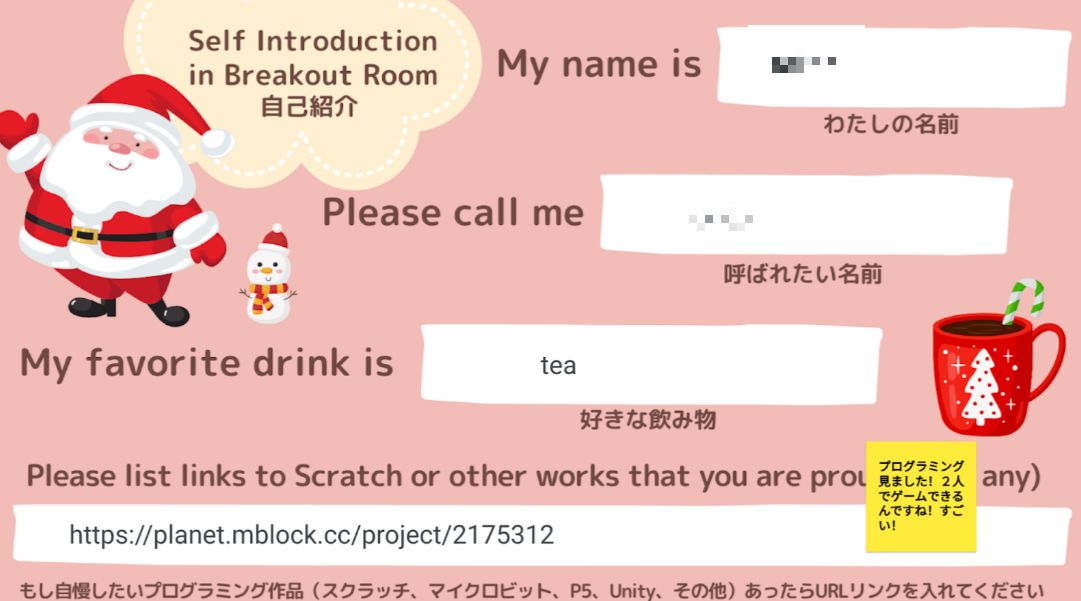 Self Introduction
in Breakout Room
自己紹介
My name is
わたしの名前
Please call me
呼ばれたい名前
My favorite drink is
tea
好きな飲み物
Please list links to Scratch or other works that you are any)
プログラミング
見ました！２人
でゲームできる
んですね！すご
い！
https://planet.mblock.cc/project/2175312
もし自慢したいプログラミング作品（スクラッチ、マイクロビット、P5、Unity、その他）あったらURLリンクを入れてください